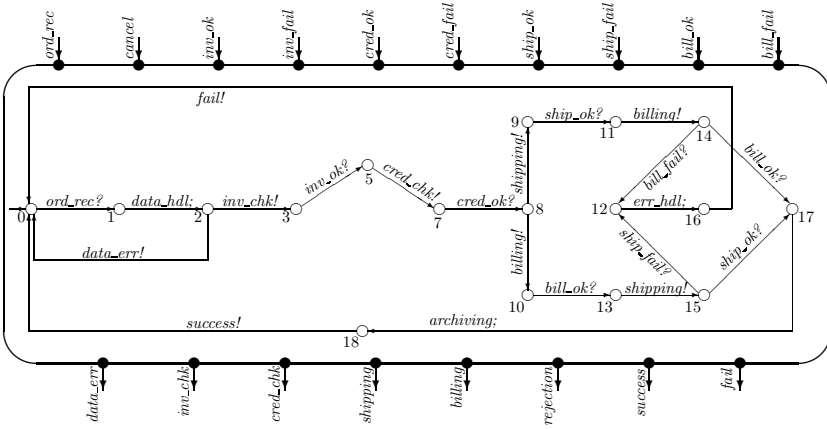 ord_rec
cancel
inv_ok
inv_fail
cred_ok
cred_fail
ship_ok
ship_fail
bill_ok
bill_fail
fail!
9
ship_ok?
11
billing!
14
inv_ok?
5
cred_chk!
shipping!
bill_fail?
bill_ok?
0
ord_rec?
1
data_hdl;
2
inv_chk!
3
7
cred_ok?
8
12
err_hdl;
16
17
data_err!
billing!
ship_fail?
ship_ok?
10
bill_ok?
13
shipping!
15
success!
18
archiving;
data_err
inv_chk
cred_chk
shipping
billing
rejection
success
fail